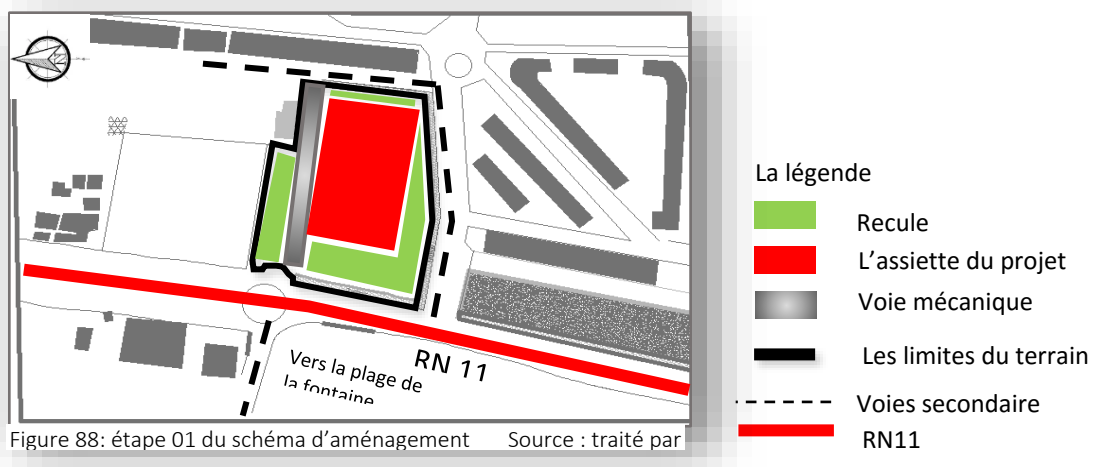 La légende
Recule
L'assiette du projet
Voie mécanique
Les limites du terrain
Voies secondaire
RN11
RN 11
Vers la plage de
la fontaine
Figure 88: étape 01 du schéma d'aménagement Source : traité par